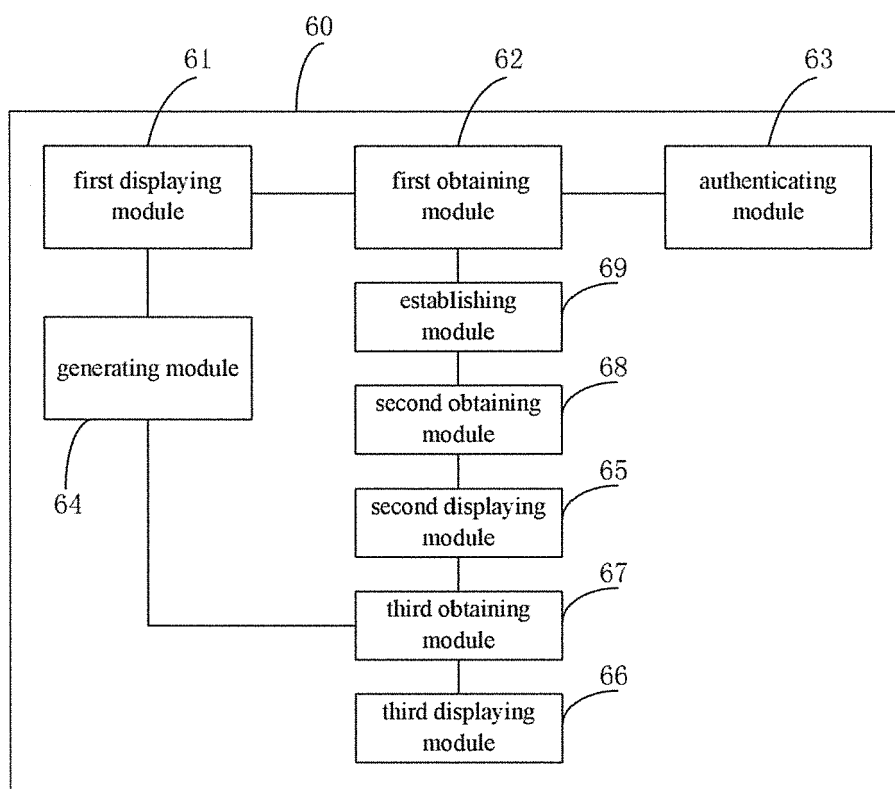 60
61
62
63
first displaying
module
first obtaining
module
authenticating
module
69
establishing
module
generating module
68
second obtaining
module
64
65
second displaying
module
67
third obtaining
module
66
third displaying
module